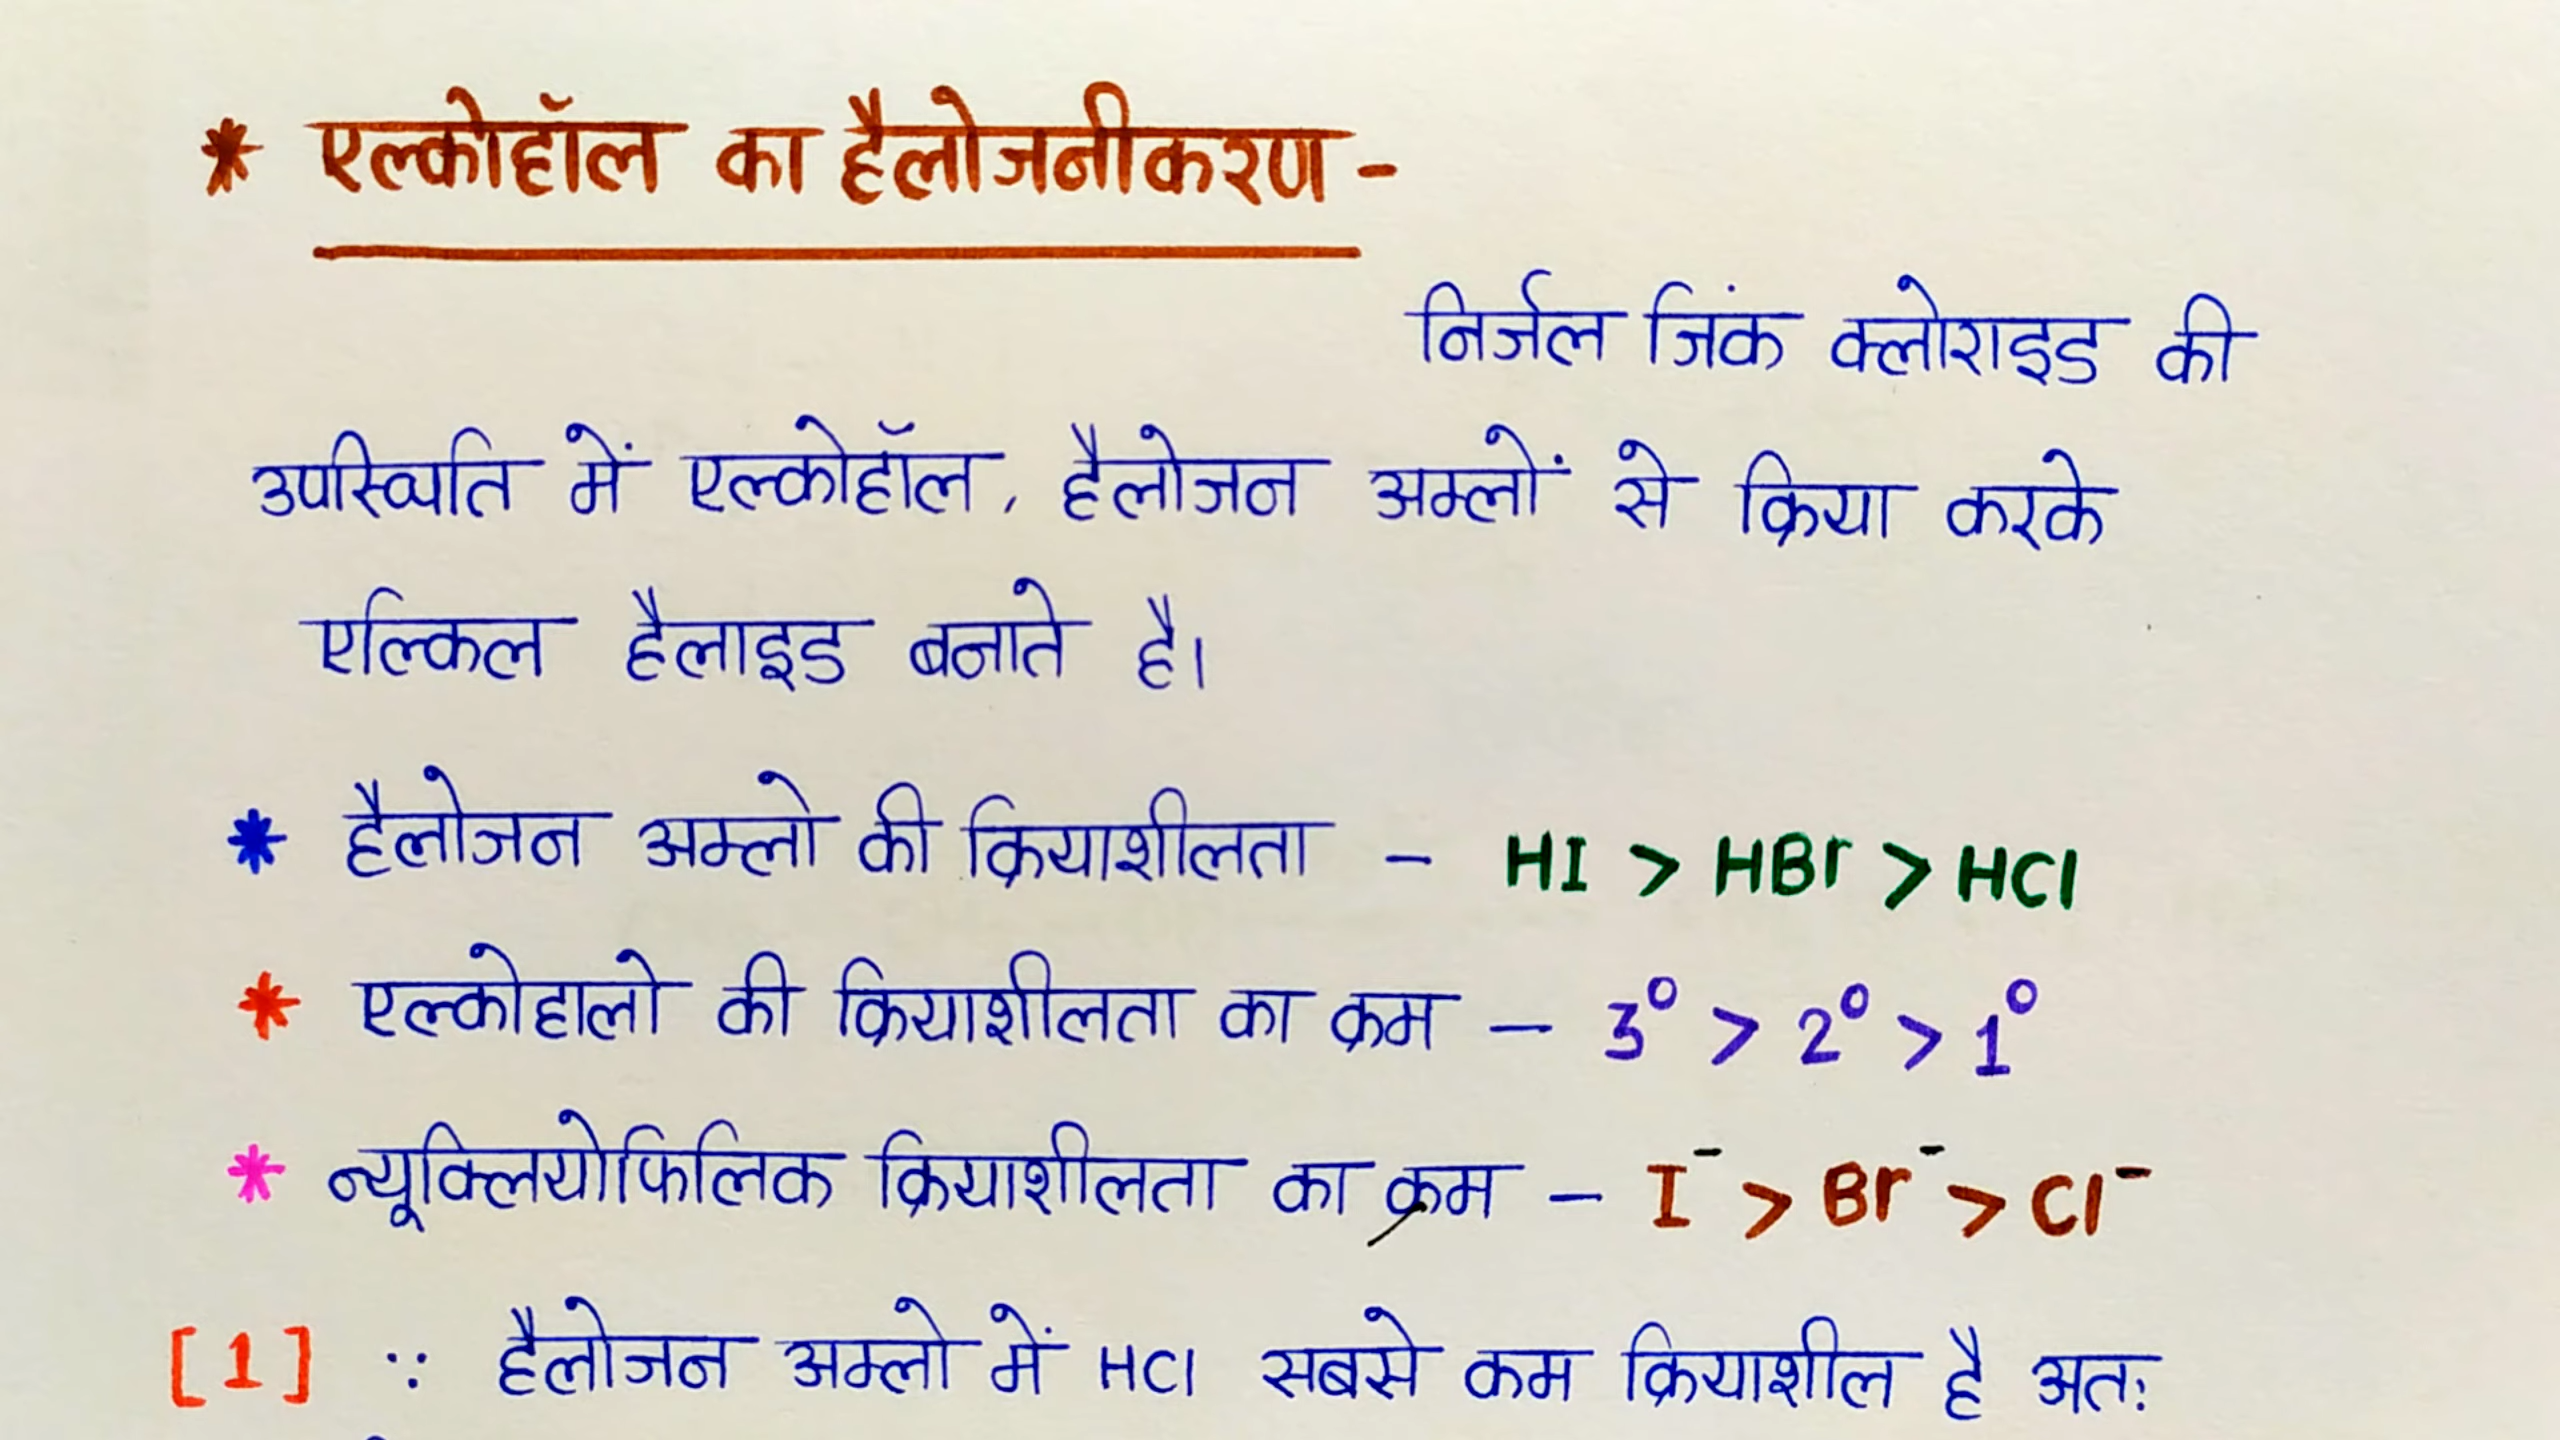 * एल्कोहॉल का हैलोजनीकरण -
निर्जल जिंक क्लोराइड की
उपस्थिति में एल्कोहॉल, हैलोजन अम्लों से क्रिया करके
एल्किल हैलाइड बनाते है।
* हैलोजन अम्लो की क्रियाशीलता - HI > HBr > HCl
* एल्कोहालो की क्रियाशीलता का क्रम - 3° > 2° > 1°
* न्यूक्लियोफिलिक क्रियाशीलता का क्रम - I⁻ > Br⁻ > Cl⁻
[1] ∵ हैलोजन अम्लो में HCl सबसे कम क्रियाशील है अतः